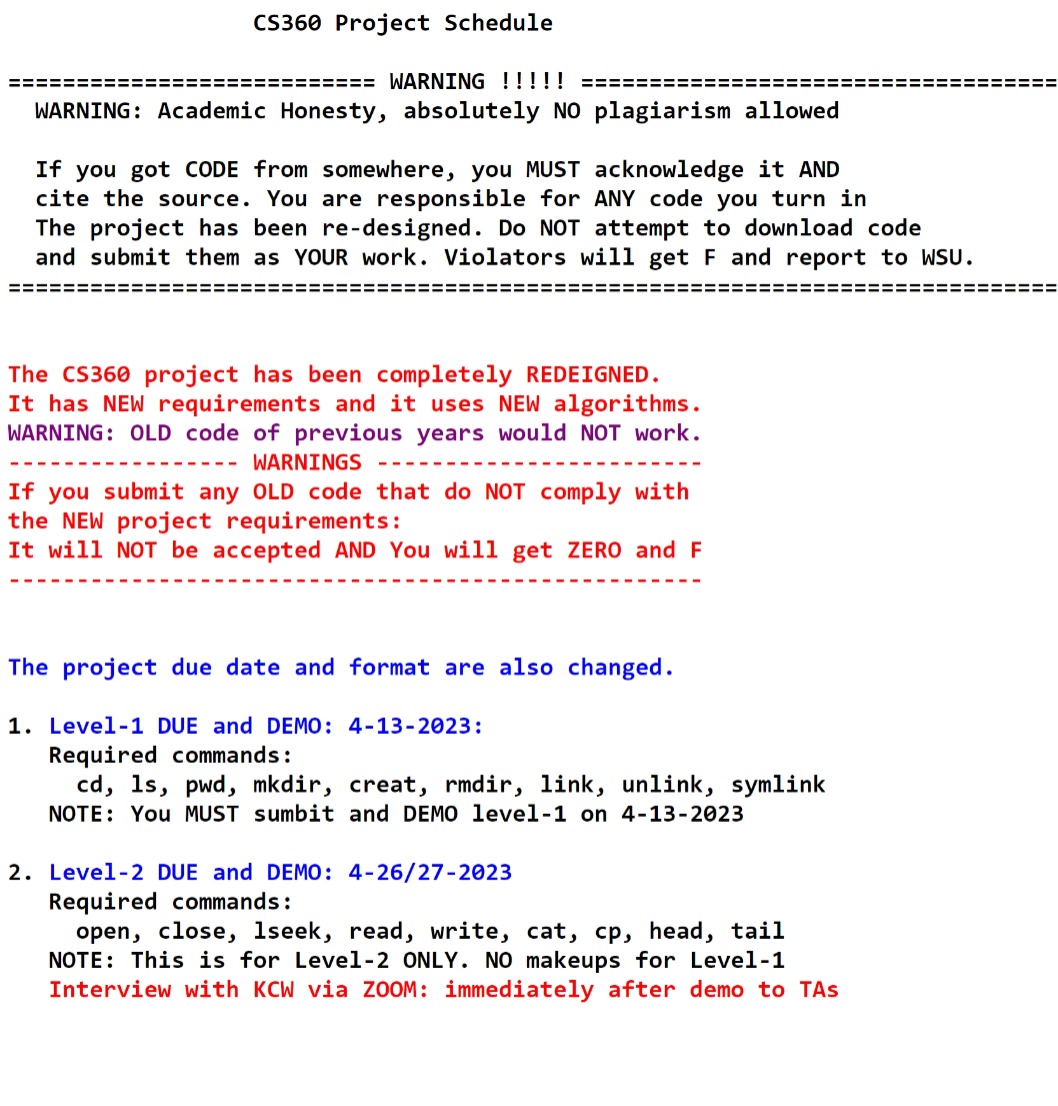 CS360 Project Schedule
=========================== WARNING !!!!! ===================================
WARNING: Academic Honesty, absolutely NO plagiarism allowed
If you got CODE from somewhere, you MUST acknowledge it AND
cite the source. You are responsible for ANY code you turn in
The project has been re-designed. Do NOT attempt to download code
and submit them as YOUR work. Violators will get F and report to WSU.
=============================================================================
The CS360 project has been completely REDEIGNED.
It has NEW requirements and it uses NEW algorithms.
WARNING: OLD code of previous years would NOT work.
----------------- WARNINGS ------------------------
If you submit any OLD code that do NOT comply with
the NEW project requirements:
It will NOT be accepted AND You will get ZERO and F
---------------------------------------------------
The project due date and format are also changed.
1. Level-1 DUE and DEMO: 4-13-2023:
Required commands:
cd, ls, pwd, mkdir, creat, rmdir, link, unlink, symlink
NOTE: You MUST sumbit and DEMO level-1 on 4-13-2023
2. Level-2 DUE and DEMO: 4-26/27-2023
Required commands:
open, close, lseek, read, write, cat, cp, head, tail
NOTE: This is for Level-2 ONLY. NO makeups for Level-1
Interview with KCW via ZOOM: immediately after demo to TAs